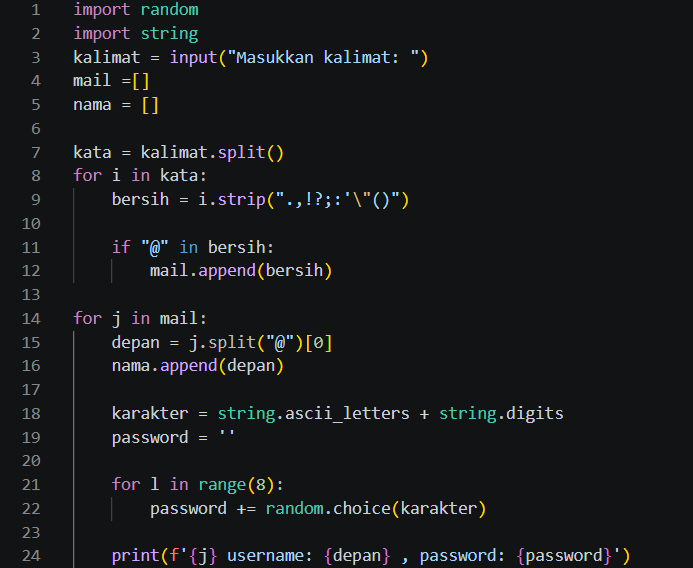 1 import random
2 import string
3 kalimat = input("Masukkan kalimat: ")
4 mail =[]
5 nama = []
6
7 kata = kalimat.split()
8 for i in kata:
9     bersih = i.strip(".,!?;:'\"()")
10
11     if "@" in bersih:
12         mail.append(bersih)
13
14 for j in mail:
15     depan = j.split("@")[0]
16     nama.append(depan)
17
18     karakter = string.ascii_letters + string.digits
19     password = ''
20
21     for l in range(8):
22         password += random.choice(karakter)
23
24     print(f'{j} username: {depan} , password: {password}')